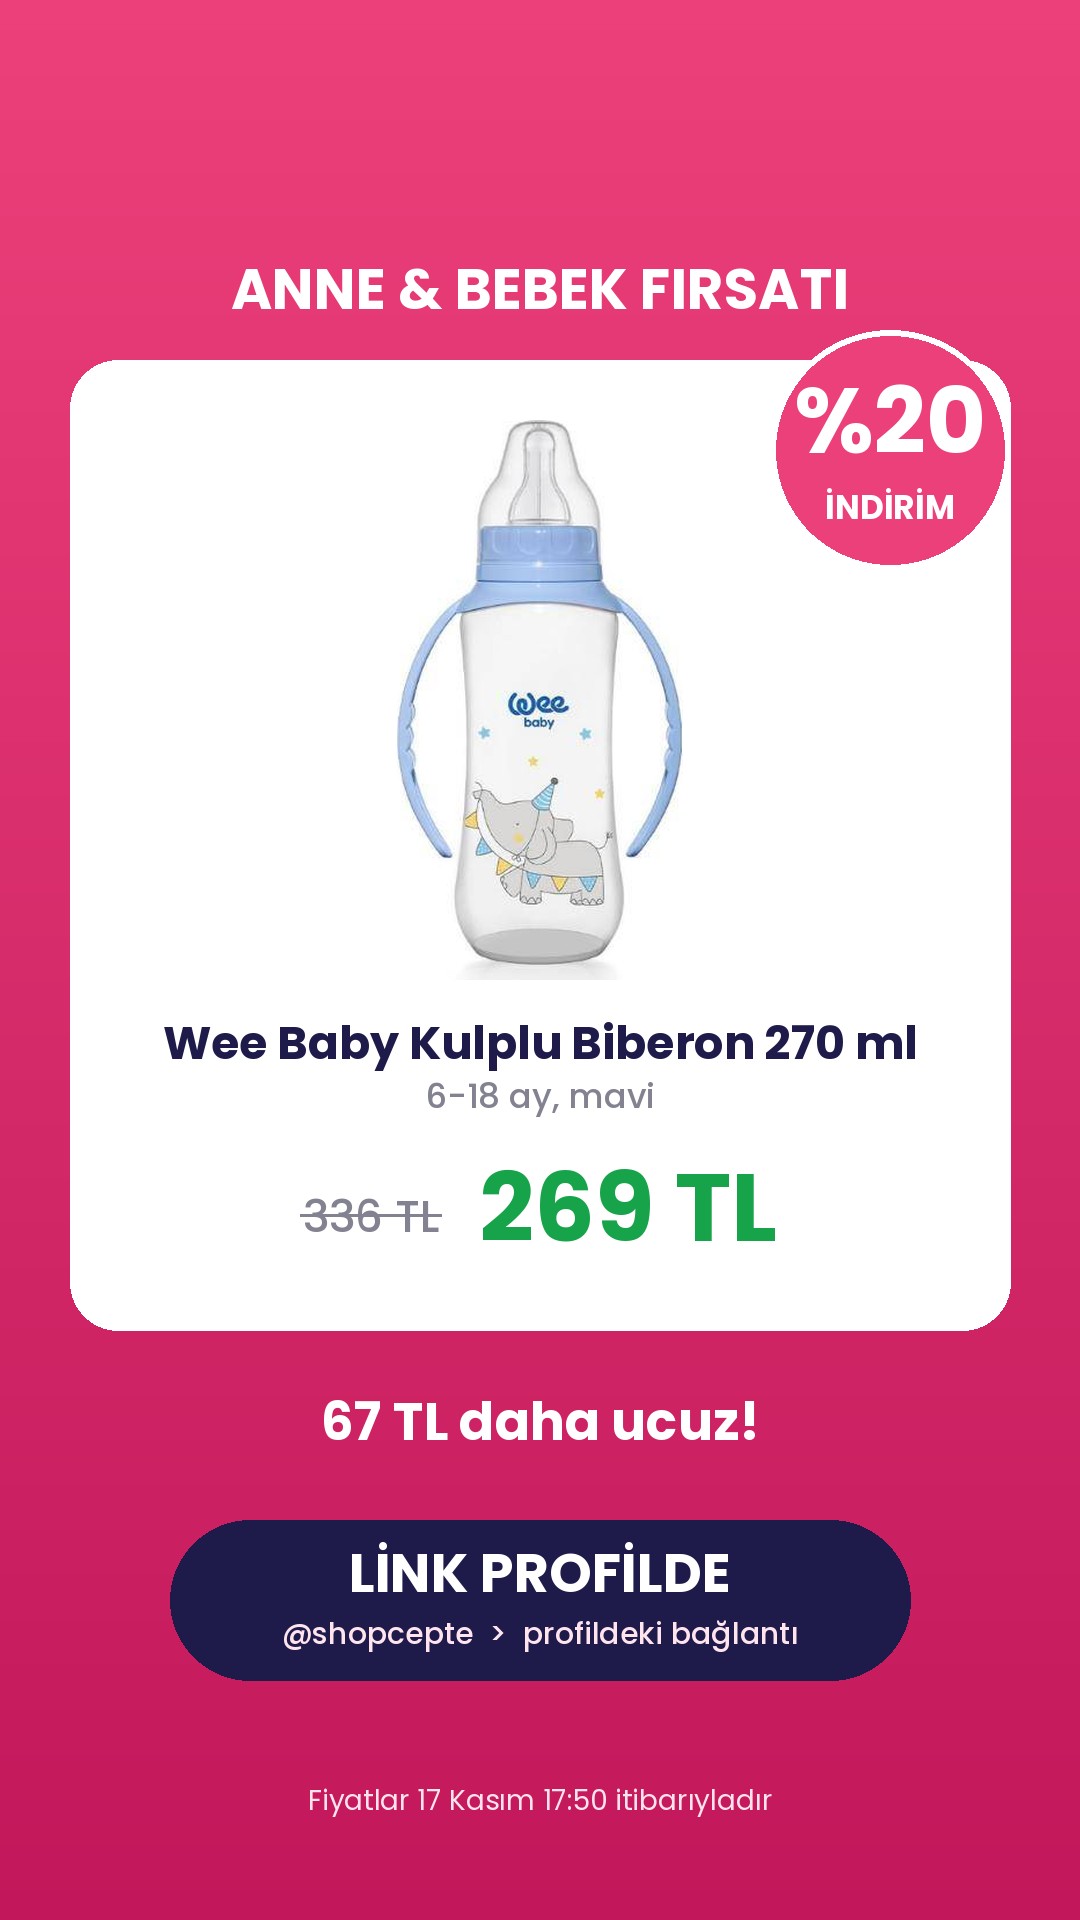 ANNE & BEBEK FIRSATI
%20
İNDİRİM
wee
baby
Wee Baby Kulplu Biberon 270 ml
6-18 ay, mavi
336 TL 269 TL
67 TL daha ucuz!
LİNK PROFİLDE
@shopcepte > profildeki bağlantı
Fiyatlar 17 Kasım 17:50 itibarıyladır